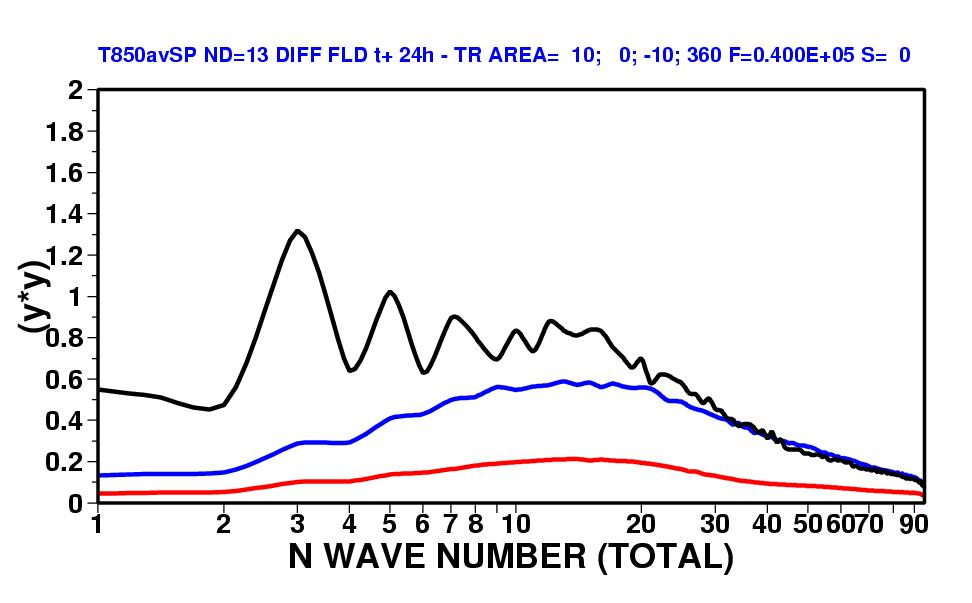 T850avSP ND=13 DIFF FLD t+ 24h - TR AREA=  10;   0; -10; 360 F=0.400E+05 S=  0
2
1.8
1.6
1.4
1.2
1
0.8
0.6
0.4
0.2
0
(y*y)
1 2 3 4 5 6 7 8 10 20 30 40 50 60 70 90
N WAVE NUMBER (TOTAL)